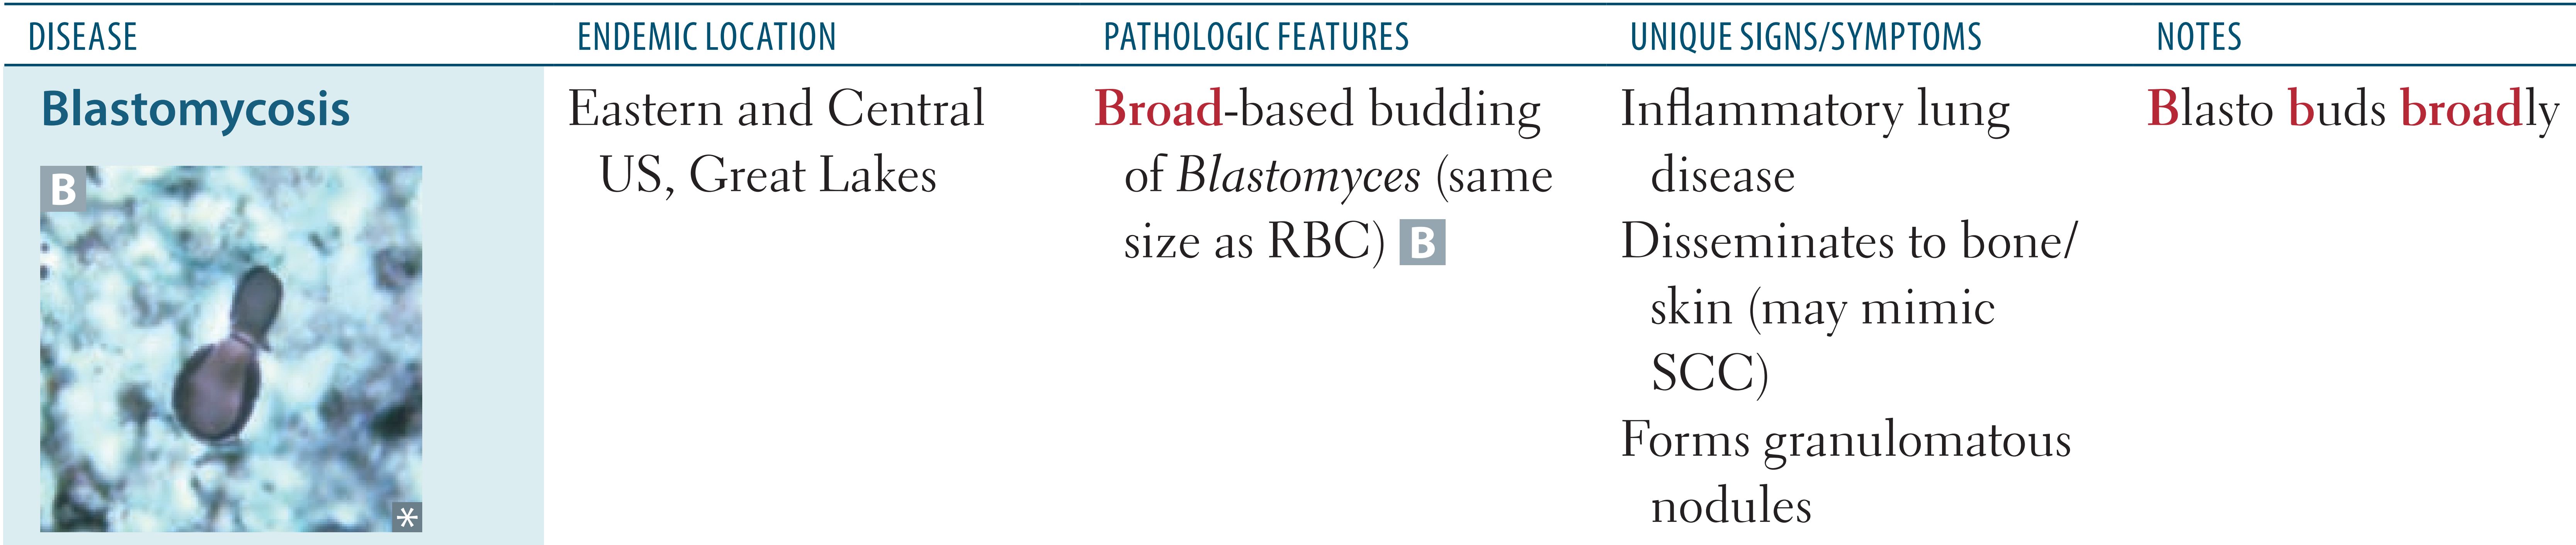 DISEASE
ENDEMIC LOCATION
PATHOLOGIC FEATURES
UNIQUE SIGNS/SYMPTOMS
NOTES
Blastomycosis
B
*
Eastern and Central
US, Great Lakes
Broad-based budding
of Blastomyces (same
size as RBC) B
Inflammatory lung
disease
Disseminates to bone/
skin (may mimic
SCC)
Forms granulomatous
nodules
Blasto buds broadly